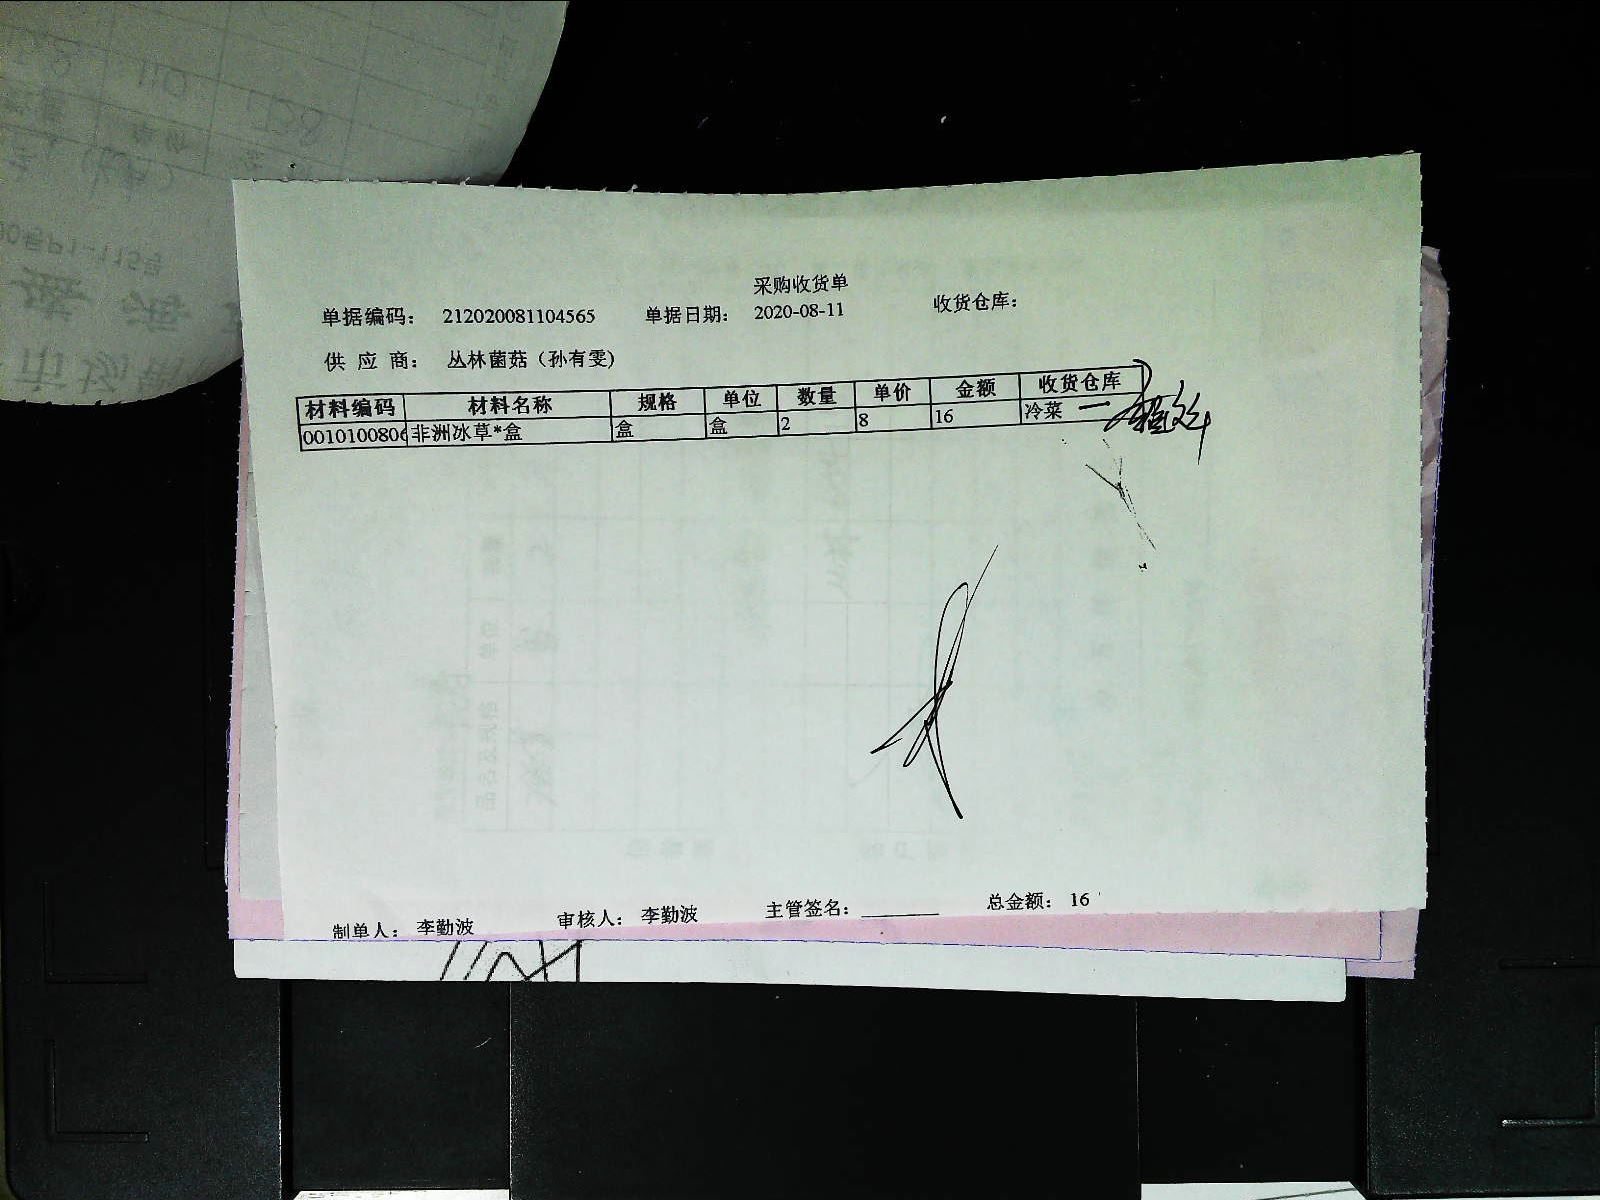 采购收货单
单据编码： 212020081104565 单据日期： 2020-08-11 收货仓库：
供 应 商： 丛林菌菇（孙有雯)
材料编码 材料名称 规格 单位 数量 单价 金额 收货仓库
0010100806 非洲冰草*盒 盒 盒 2 8 16 冷菜
制单人： 李勤波 审核人： 李勤波 主管签名： 总金额： 16